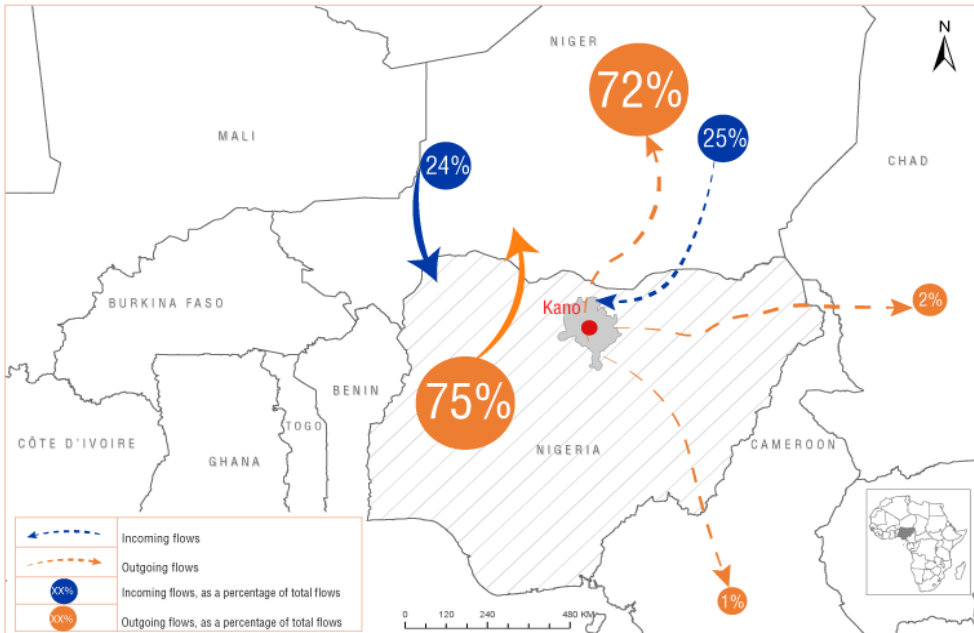 NIGER
N
72%
MALI
25%
24%
CHAD
Kano
2%
BURKINA FASO
75%
BENIN
TOGO
CÔTE D'IVOIRE
GHANA
NIGERIA
CAMEROON
1%
Incoming flows
Outgoing flows
XX% Incoming flows, as a percentage of total flows
XX% Outgoing flows, as a percentage of total flows
0 120 240 480 KM